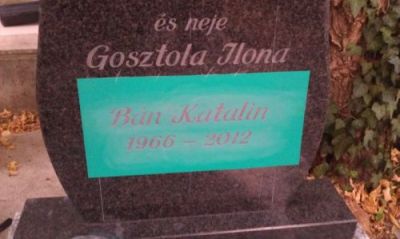 és neje
Gosztola Ilona
Bán Katalin
1966 – 2012